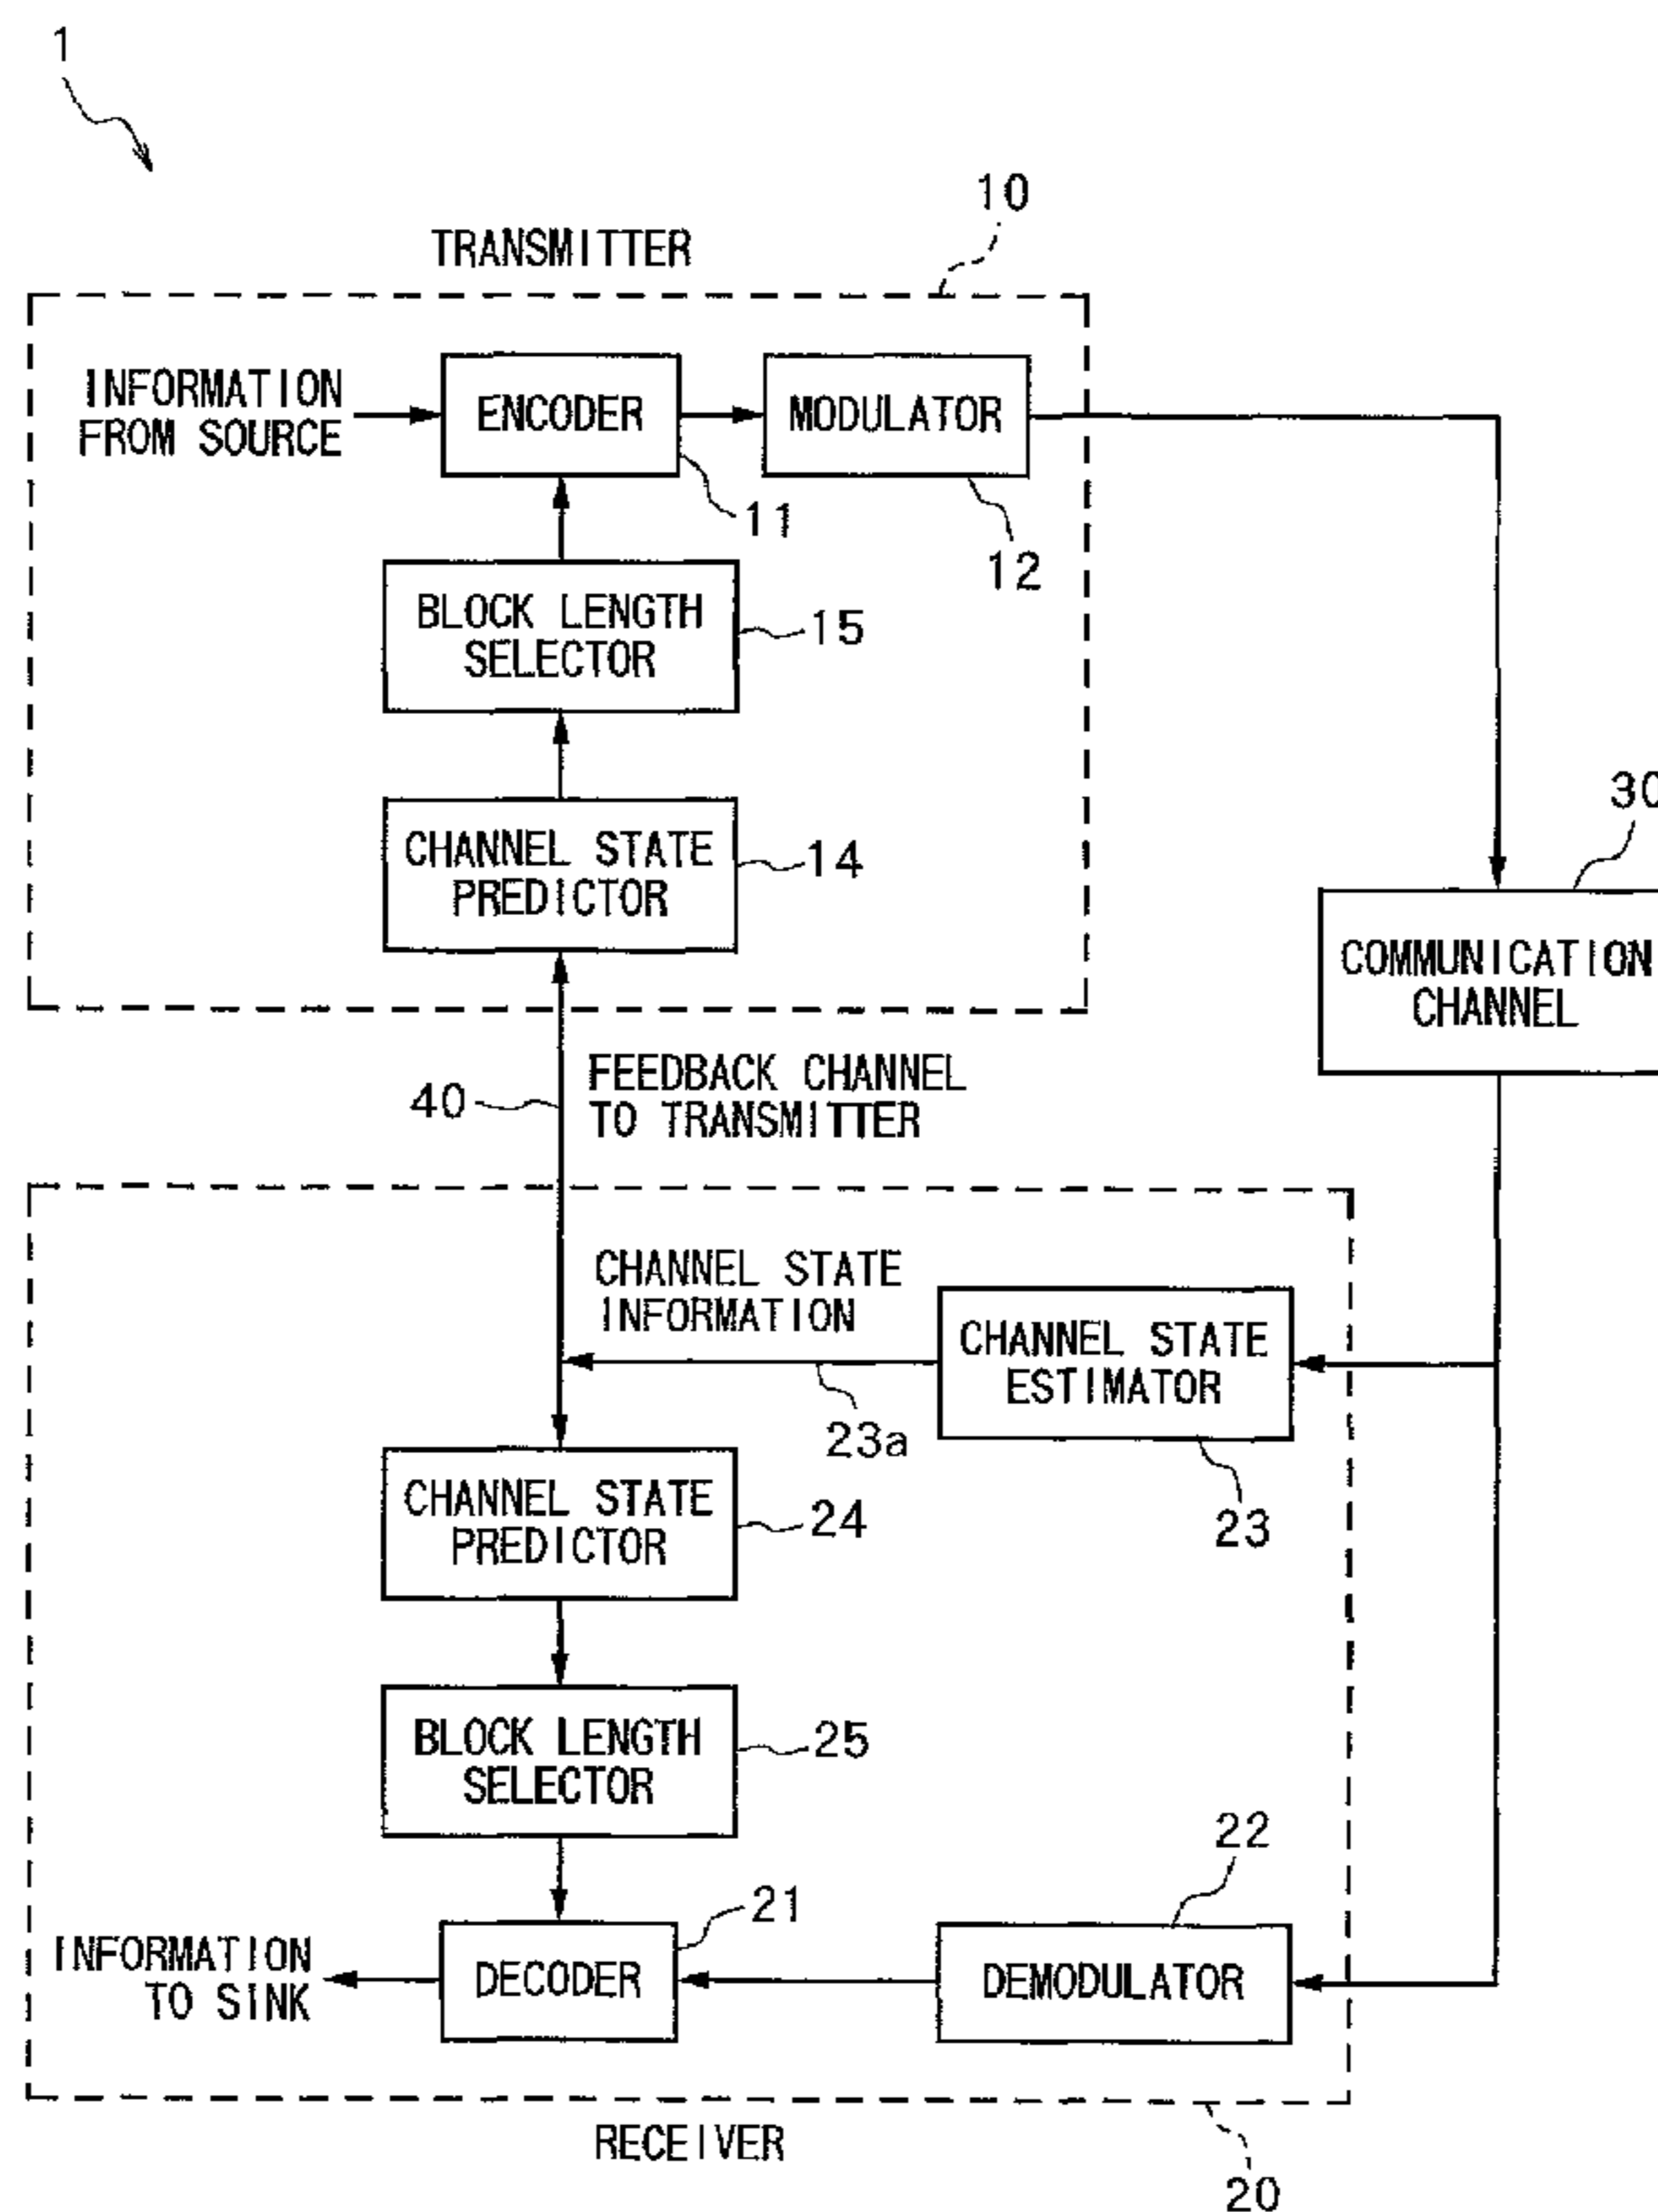 1
10
TRANSMITTER
INFORMATION
FROM SOURCE
ENCODER
MODULATOR
11
12
BLOCK LENGTH
SELECTOR
15
CHANNEL STATE
PREDICTOR
14
30
COMMUNICATION
CHANNEL
40
FEEDBACK CHANNEL
TO TRANSMITTER
CHANNEL STATE
INFORMATION
23a
CHANNEL STATE
ESTIMATOR
23
CHANNEL STATE
PREDICTOR
24
BLOCK LENGTH
SELECTOR
25
22
21
INFORMATION
TO SINK
DECODER
DEMODULATOR
RECEIVER
20